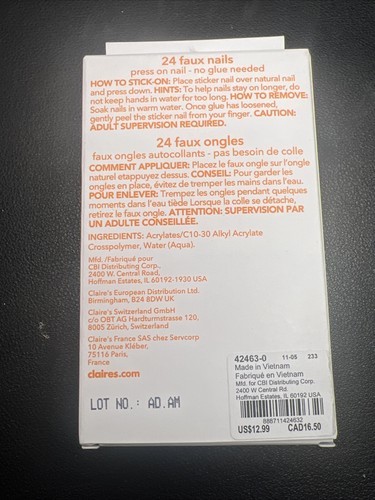 24 faux nails
press on nail - no glue needed
HOW TO STICK-ON: Place sticker nail over natural nail
and press down. HINTS: To help nails stay on longer, do
not keep hands in water for too long. HOW TO REMOVE:
Soak nails in warm water. Once glue has loosened,
gently peel the sticker nail from your finger. CAUTION:
ADULT SUPERVISION REQUIRED.
24 faux ongles
faux ongles autocollants - pas besoin de colle
COMMENT APPLIQUER: Placez le faux ongle sur l'ongle
naturel etappuyez dessus. CONSEIL: Pour garder les
ongles en place, évitez de tremper les mains dans l'eau.
POUR ENLEVER: Trempez les ongles pendant quelques
moments dans l'eau tiède Lorsque la colle se détache,
retirez le faux ongle. ATTENTION: SUPERVISION PAR
UN ADULTE CONSEILLÉE.
INGREDIENTS: Acrylates/C10-30 Alkyl Acrylate
Crosspolymer, Water (Aqua).
Mfd. /Fabriqué pour
CBI Distributing Corp.,
2400 W. Central Road,
Hoffman Estates, IL 60192-1930 USA
Claire's European Distribution Ltd.
Birmingham, B24 8DW UK
Claire's Switzerland GmbH
c/o OBT AG Hardturmstrasse 120.
8005 Zürich, Switzerland
Claire's France SAS chez Servcorp
10 Avenue Kléber,
75116 Paris,
France
claires.com
LOT NO.: AD.AM
42463-0 11-05 233
Made in Vietnam
Fabriqué en Vietnam
Mfd. for CBI Distributing Corp.
2400 W Central Rd.
Hoffman Estates, IL 60192 USA
888711424632
US$12.99 CAD16.50